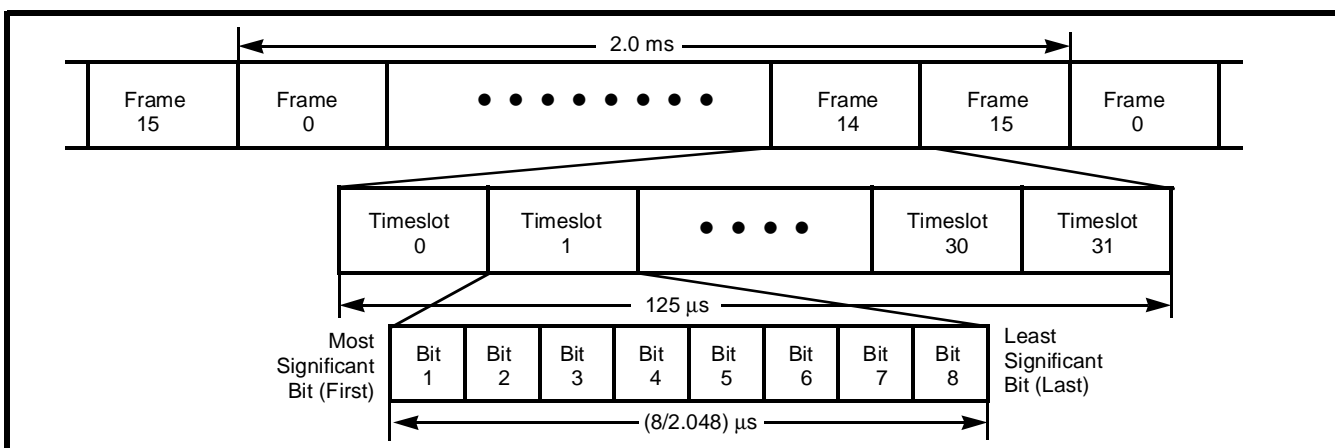 2.0 ms
Frame
15
Frame
0
Frame
14
Frame
15
Frame
0
Timeslot
0
Timeslot
1
Timeslot
30
Timeslot
31
125 μs
Most
Significant
Bit (First)
Bit
1
Bit
2
Bit
3
Bit
4
Bit
5
Bit
6
Bit
7
Bit
8
Least
Significant
Bit (Last)
(8/2.048) μs